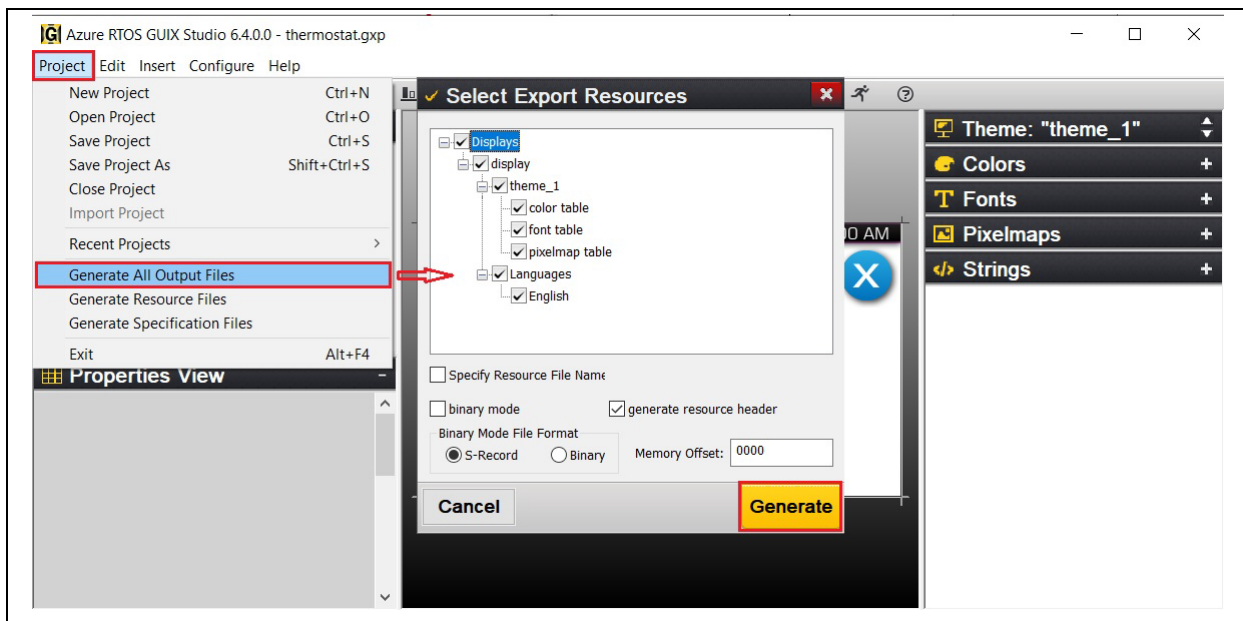 Azure RTOS GUIX Studio 6.4.0.0 - thermostat.gxp
Project Edit Insert Configure Help
New Project Ctrl+N
Open Project Ctrl+O
Save Project Ctrl+S
Save Project As Shift+Ctrl+S
Close Project
Import Project
Recent Projects
Generate All Output Files
Generate Resource Files
Generate Specification Files
Exit Alt+F4
Properties View
Select Export Resources
Displays
display
theme_1
color table
font table
pixelmap table
Languages
English
Specify Resource File Name
binary mode
generate resource header
Binary Mode File Format
S-Record
Binary
Memory Offset: 0000
Cancel
Generate
00 AM
X
Theme: "theme_1"
Colors
Fonts
Pixelmaps
Strings